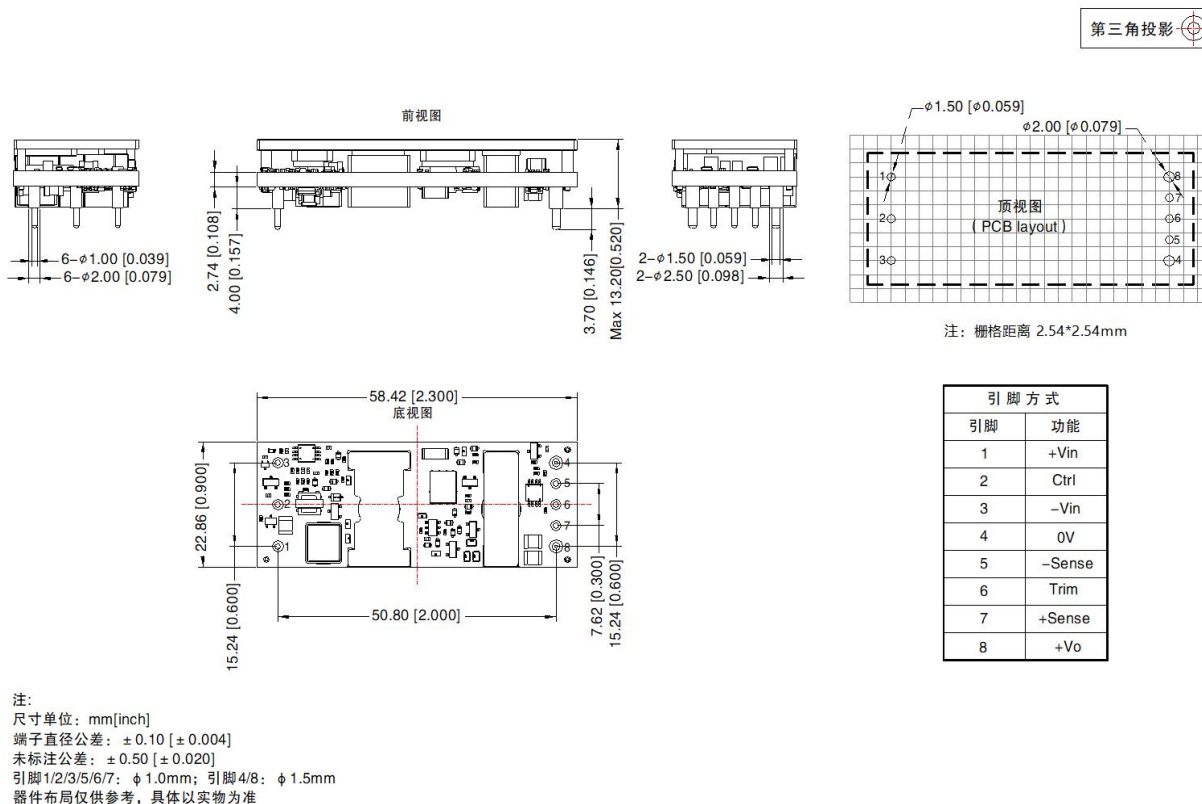 第三角投影
前视图
φ1.50 [φ0.059]
φ2.00 [φ0.079]
6-φ1.00 [0.039]
6-φ2.00 [0.079]
2.74 [0.108]
4.00 [0.157]
3.70 [0.146]
Max 13.20[0.520]
2-φ1.50 [0.059]
2-φ2.50 [0.098]
1
2
3
8
7
6
5
4
顶视图
( PCB layout )
注：栅格距离 2.54*2.54mm
58.42 [2.300]
底视图
22.86 [0.900]
15.24 [0.600]
50.80 [2.000]
7.62 [0.300]
15.24 [0.600]
3
2
1
4
5
6
7
8
引 脚 方 式
引脚 功能
1 +Vin
2 Ctrl
3 −Vin
4 0V
5 −Sense
6 Trim
7 +Sense
8 +Vo
注:
尺寸单位：mm[inch]
端子直径公差：±0.10 [±0.004]
未标注公差：±0.50 [±0.020]
引脚1/2/3/5/6/7：φ1.0mm；引脚4/8：φ1.5mm
器件布局仅供参考，具体以实物为准